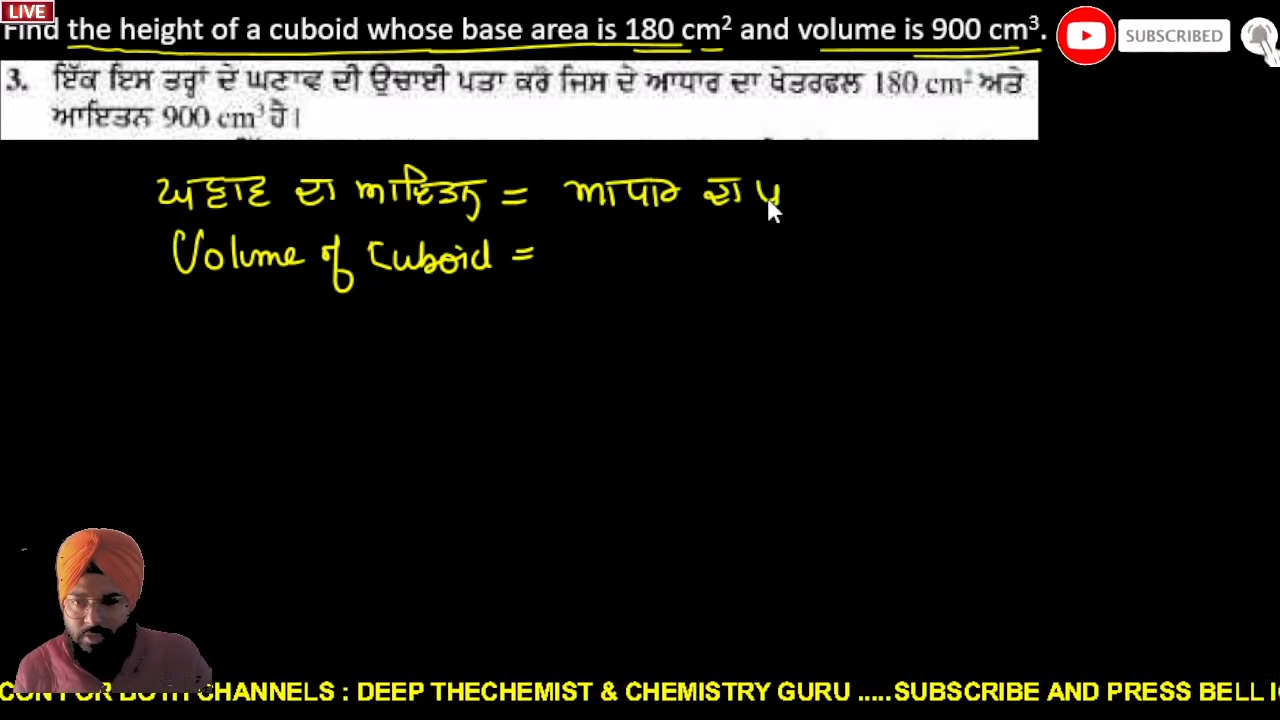 LIVE
Find the height of a cuboid whose base area is 180 cm² and volume is 900 cm³.
SUBSCRIBED
3. ਇੱਕ ਇਸ ਤਰ੍ਹਾਂ ਦੇ ਘਣਾਵ ਦੀ ਉਚਾਈ ਪਤਾ ਕਰੋ ਜਿਸ ਦੇ ਆਧਾਰ ਦਾ ਖੇਤਰਫਲ 180 cm² ਅਤੇ
ਆਇਤਨ 900 cm³ ਹੈ।
ਘਣਾਵ ਦਾ ਆਇਤਨ = ਆਧਾਰ ਦਾ
Volume of Cuboid =
BOTH CHANNELS : DEEP THECHEMIST & CHEMISTRY GURU .....SUBSCRIBE AND PRESS BELL